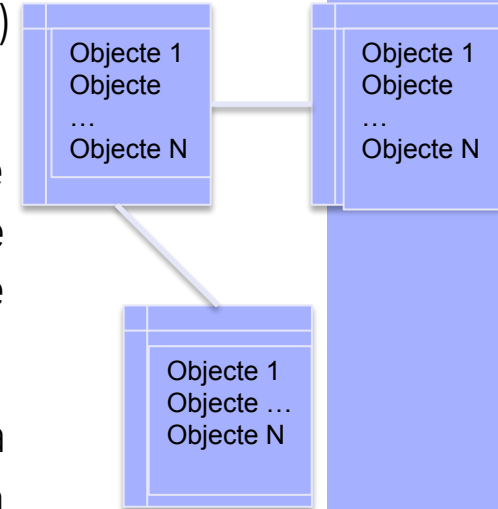 )
Objecte 1
Objecte
…
Objecte N
Objecte 1
Objecte
…
Objecte N
e
e
e
Objecte 1
Objecte …
Objecte N
a